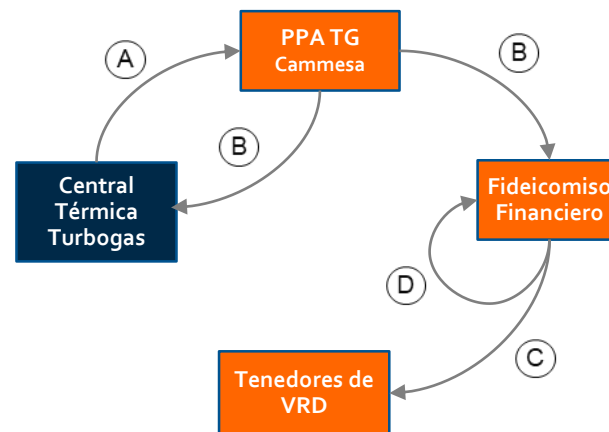 A
PPA TG
Cammesa
B
B
Central
Térmica
Turbogas
Fideicomiso
Financiero
D
C
Tenedores de
VRD